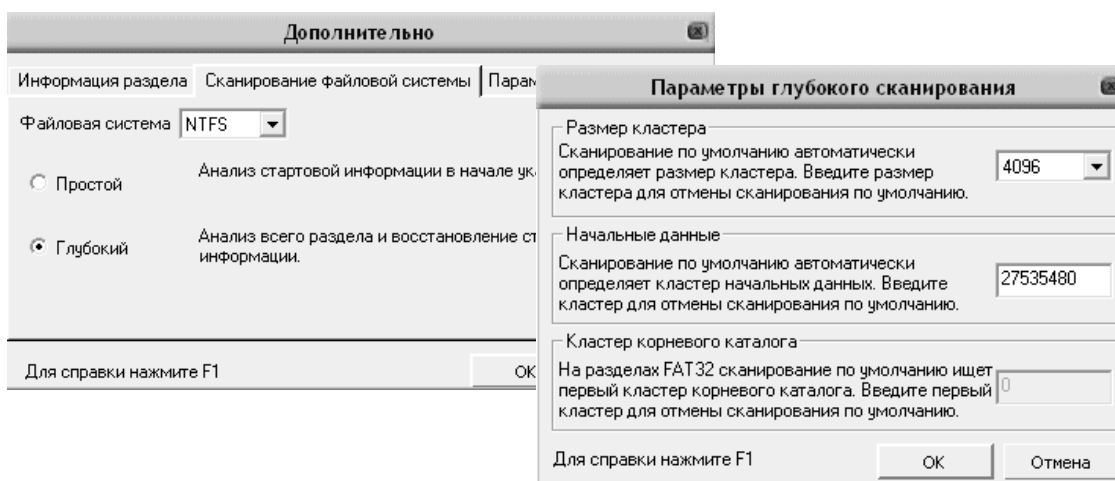 Дополнительно
Информация раздела Сканирование файловой системы Парам
Файловая система NTFS
Простой
Анализ стартовой информации в начале ук
Глубокий
Анализ всего раздела и восстановление ст
информации.
Для справки нажмите F1
OK
Параметры глубокого сканирования
Размер кластера
Сканирование по умолчанию автоматически
определяет размер кластера. Введите размер
кластера для отмены сканирования по умолчанию.
4096
Начальные данные
Сканирование по умолчанию автоматически
определяет кластер начальных данных. Введите
кластер для отмены сканирования по умолчанию.
27535480
Кластер корневого каталога
На разделах FAT32 сканирование по умолчанию ищет
первый кластер корневого каталога. Введите первый
кластер для отмены сканирования по умолчанию.
0
Для справки нажмите F1
OK
Отмена